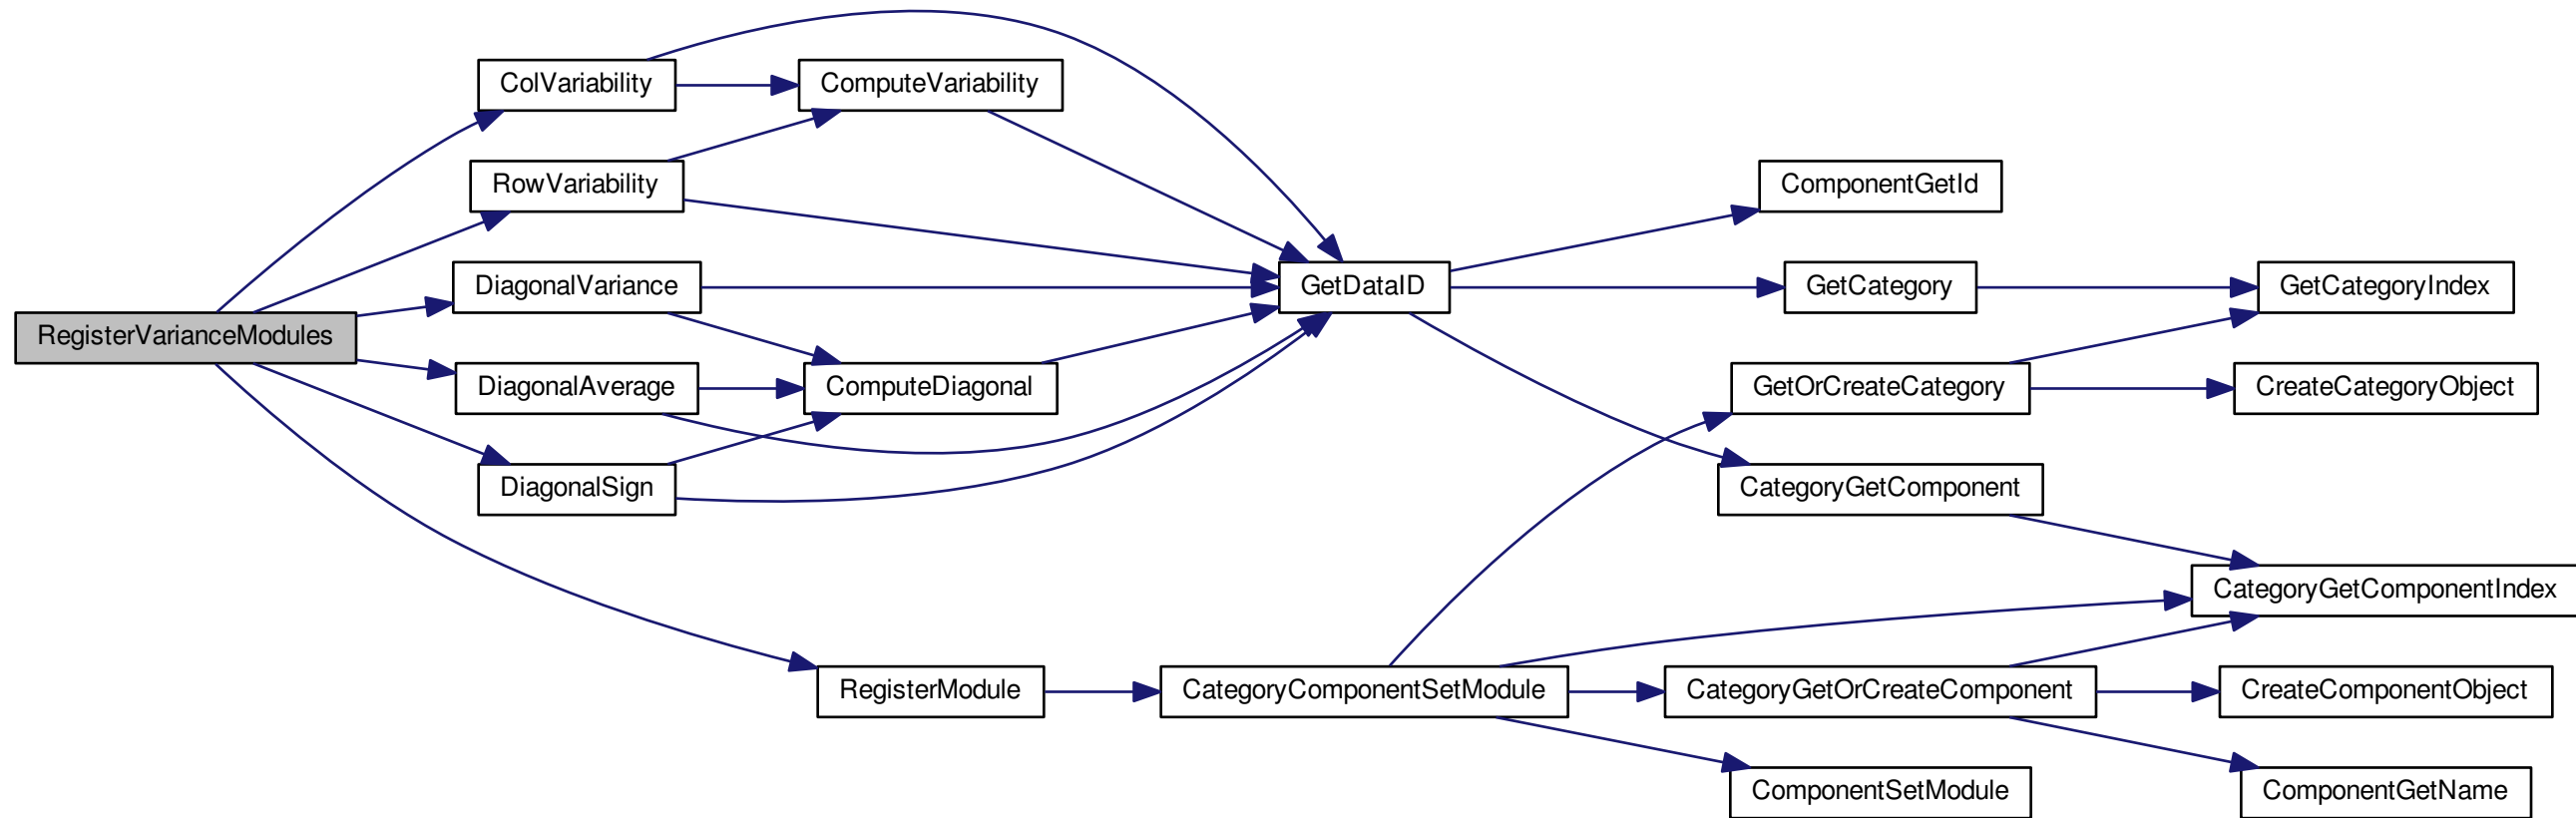 ColVariability
ComputeVariability
RowVariability
ComponentGetId
DiagonalVariance
GetDataID
GetCategory
GetCategoryIndex
RegisterVarianceModules
DiagonalAverage
ComputeDiagonal
GetOrCreateCategory
CreateCategoryObject
DiagonalSign
CategoryGetComponent
CategoryGetComponentIndex
RegisterModule
CategoryComponentSetModule
CategoryGetOrCreateComponent
CreateComponentObject
ComponentSetModule
ComponentGetName